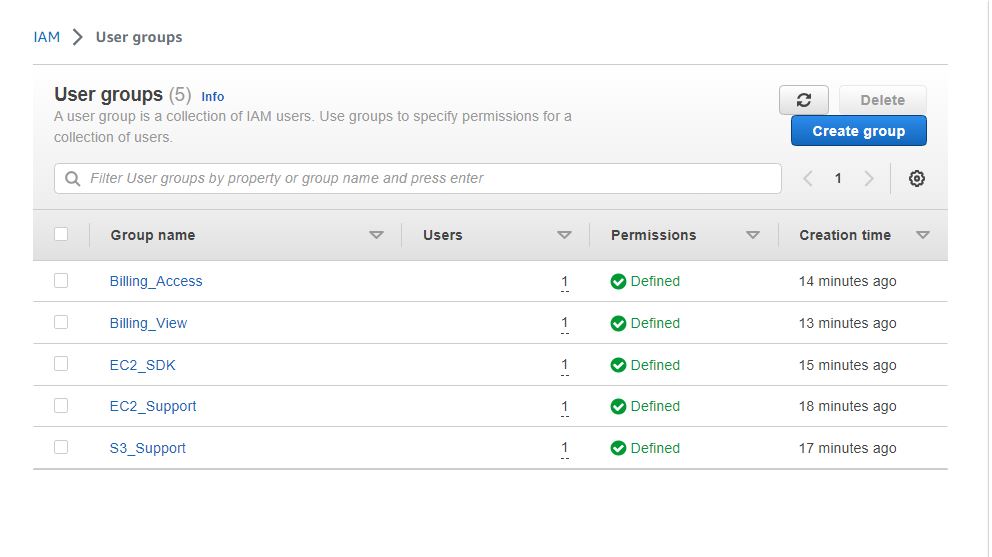 IAM > User groups
User groups (5) Info
A user group is a collection of IAM users. Use groups to specify permissions for a
collection of users.
Delete
Create group
Filter User groups by property or group name and press enter
1
Group name Users Permissions Creation time
Billing_Access 1 Defined 14 minutes ago
Billing_View 1 Defined 13 minutes ago
EC2_SDK 1 Defined 15 minutes ago
EC2_Support 1 Defined 18 minutes ago
S3_Support 1 Defined 17 minutes ago